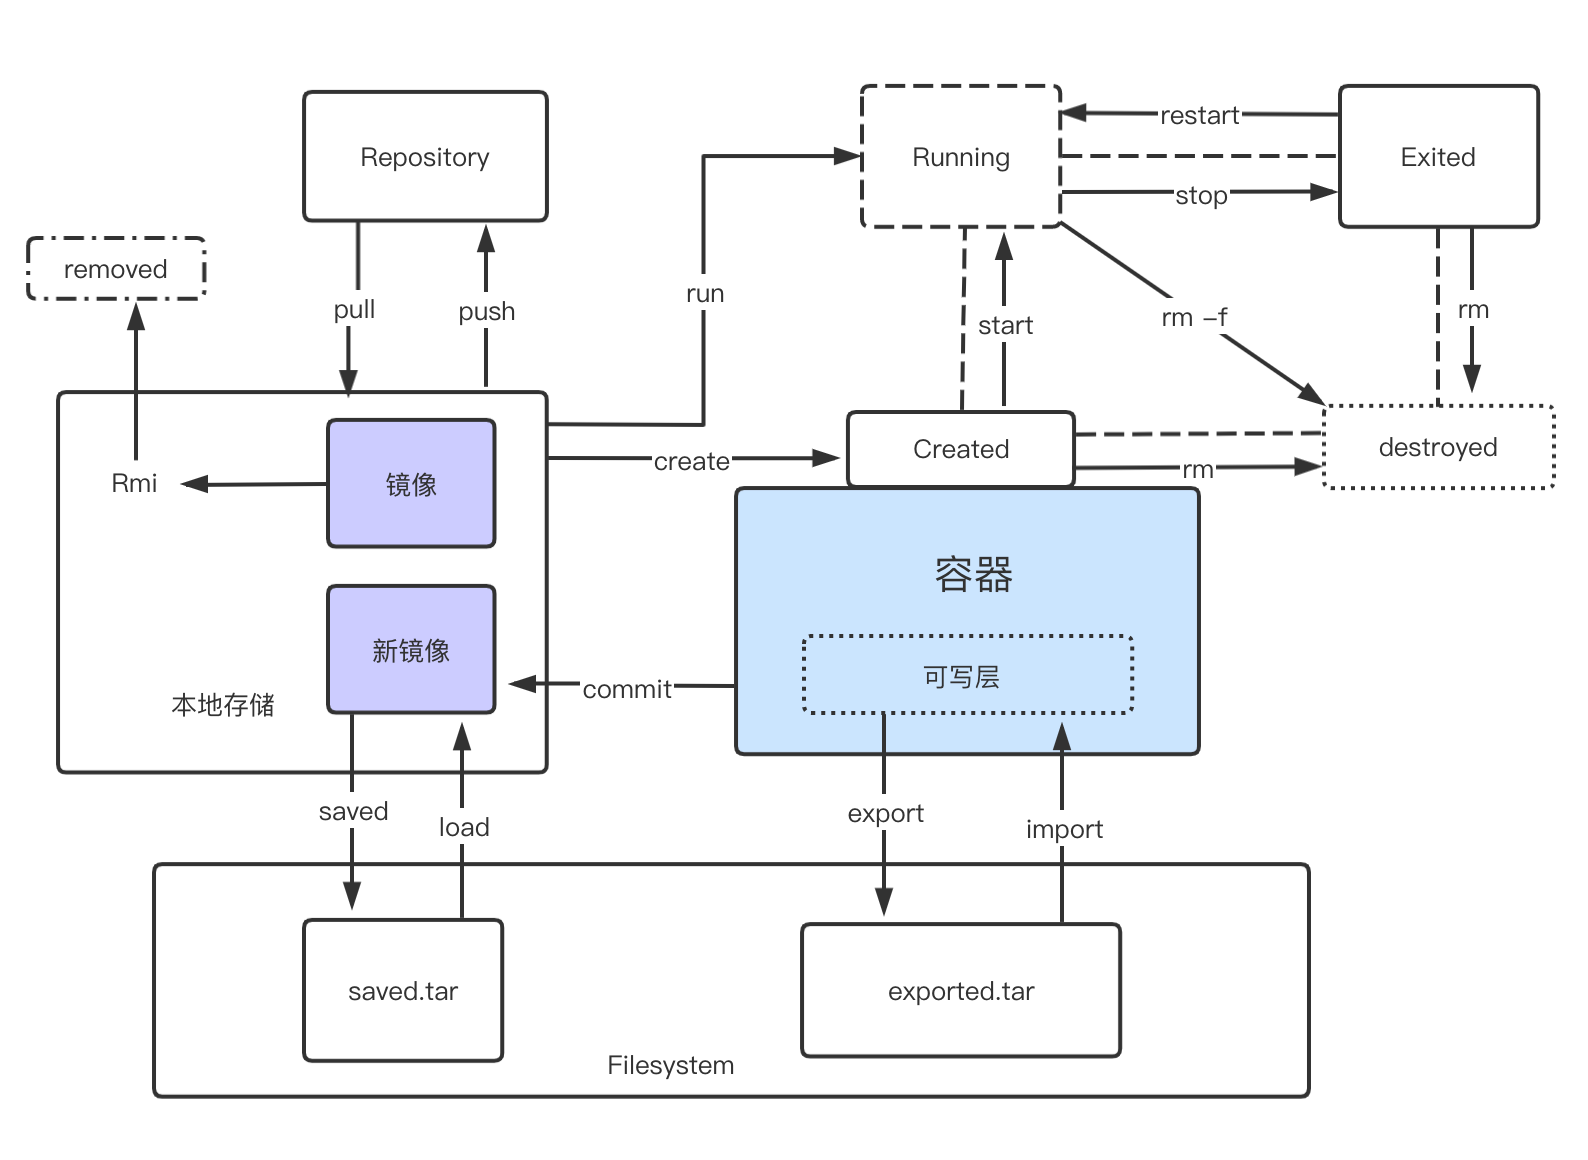 Repository
Running
restart
Exited
stop
removed
pull
push
run
start
rm -f
rm
Rmi
镜像
create
Created
rm
destroyed
容器
新镜像
可写层
本地存储
commit
saved
load
export
import
saved.tar
exported.tar
Filesystem